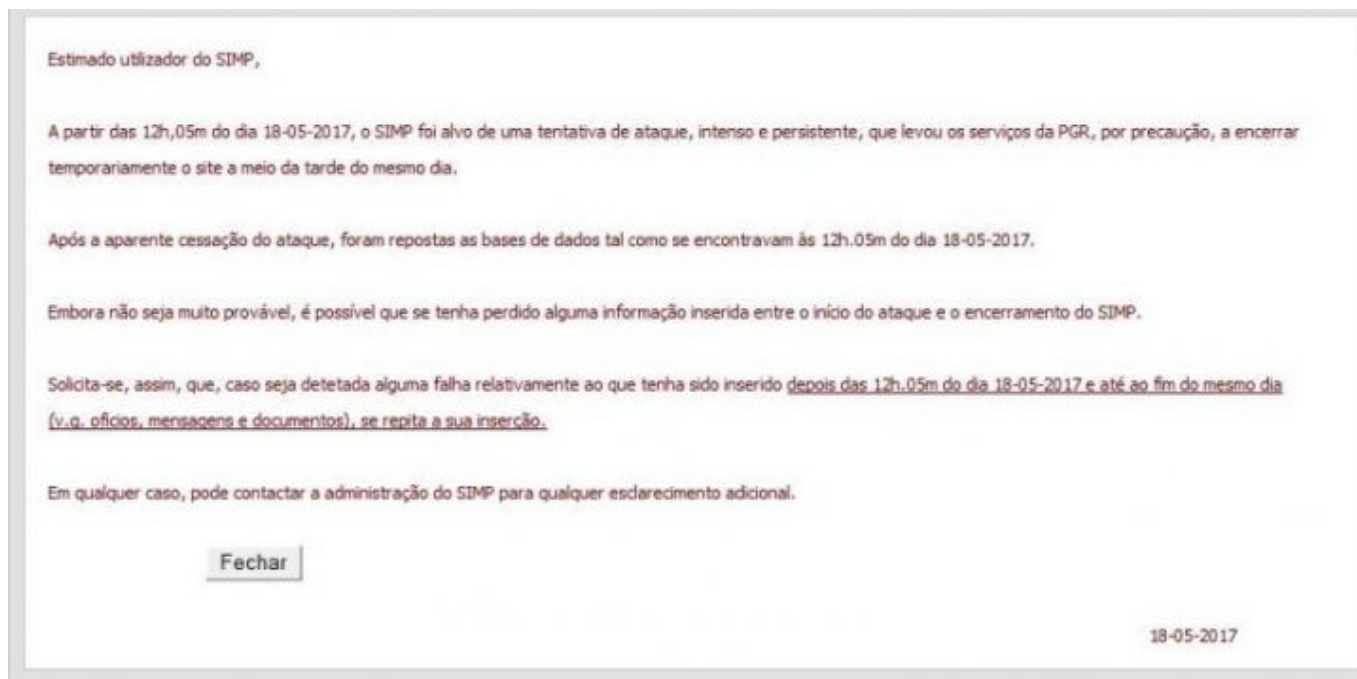 Estimado utilizador do SIMP,
A partir das 12h,05m do dia 18-05-2017, o SIMP foi alvo de uma tentativa de ataque, intenso e persistente, que levou os serviços da PGR, por precaução, a encerrar
temporariamente o site a meio da tarde do mesmo dia.
Após a aparente cessação do ataque, foram repostas as bases de dados tal como se encontravam às 12h.05m do dia 18-05-2017.
Embora não seja muito provável, é possível que se tenha perdido alguma informação inserida entre o início do ataque e o encerramento do SIMP.
Solicita-se, assim, que, caso seja detetada alguma falha relativamente ao que tenha sido inserido depois das 12h.05m do dia 18-05-2017 e até ao fim do mesmo dia
(v.g. ofícios, mensagens e documentos), se repita a sua inserção.
Em qualquer caso, pode contactar a administração do SIMP para qualquer esclarecimento adicional.
Fechar
18-05-2017